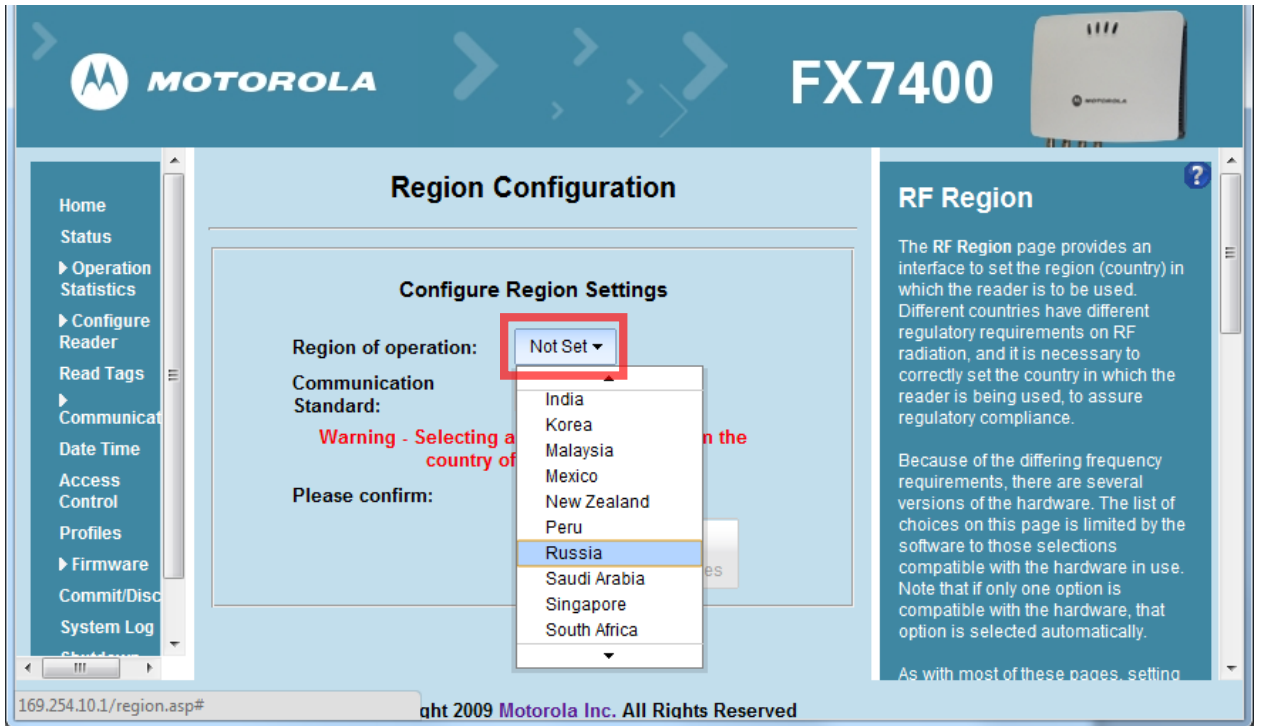 MOTOROLA
FX7400
MOTOROLA
Home
Status
Operation
Statistics
Configure
Reader
Read Tags
Communicat
Date Time
Access
Control
Profiles
Firmware
Commit/Disc
System Log
Region Configuration
Configure Region Settings
Region of operation: Not Set
Communication
Standard:
Warning - Selecting a n the
country of
Please confirm:
India
Korea
Malaysia
Mexico
New Zealand
Peru
Russia
Saudi Arabia
Singapore
South Africa
es
RF Region
?
The RF Region page provides an
interface to set the region (country) in
which the reader is to be used.
Different countries have different
regulatory requirements on RF
radiation, and it is necessary to
correctly set the country in which the
reader is being used, to assure
regulatory compliance.
Because of the differing frequency
requirements, there are several
versions of the hardware. The list of
choices on this page is limited by the
software to those selections
compatible with the hardware in use.
Note that if only one option is
compatible with the hardware, that
option is selected automatically.
As with most of these pages, setting
169.254.10.1/region.asp#
ght 2009 Motorola Inc. All Rights Reserved